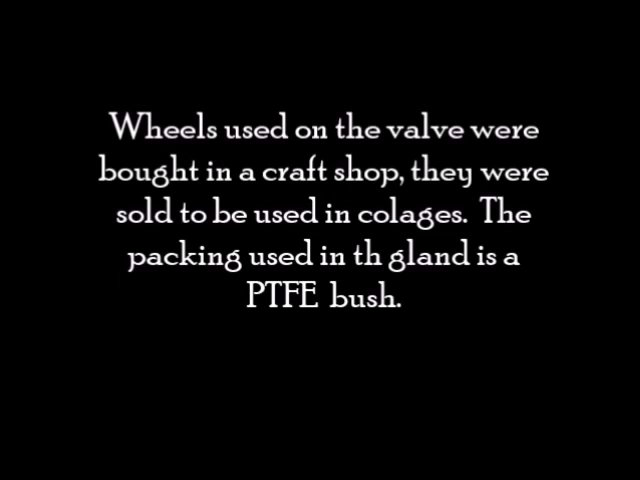 Wheels used on the valve were
bought in a craft shop, they were
sold to be used in colages. The
packing used in th gland is a
PTFE bush.